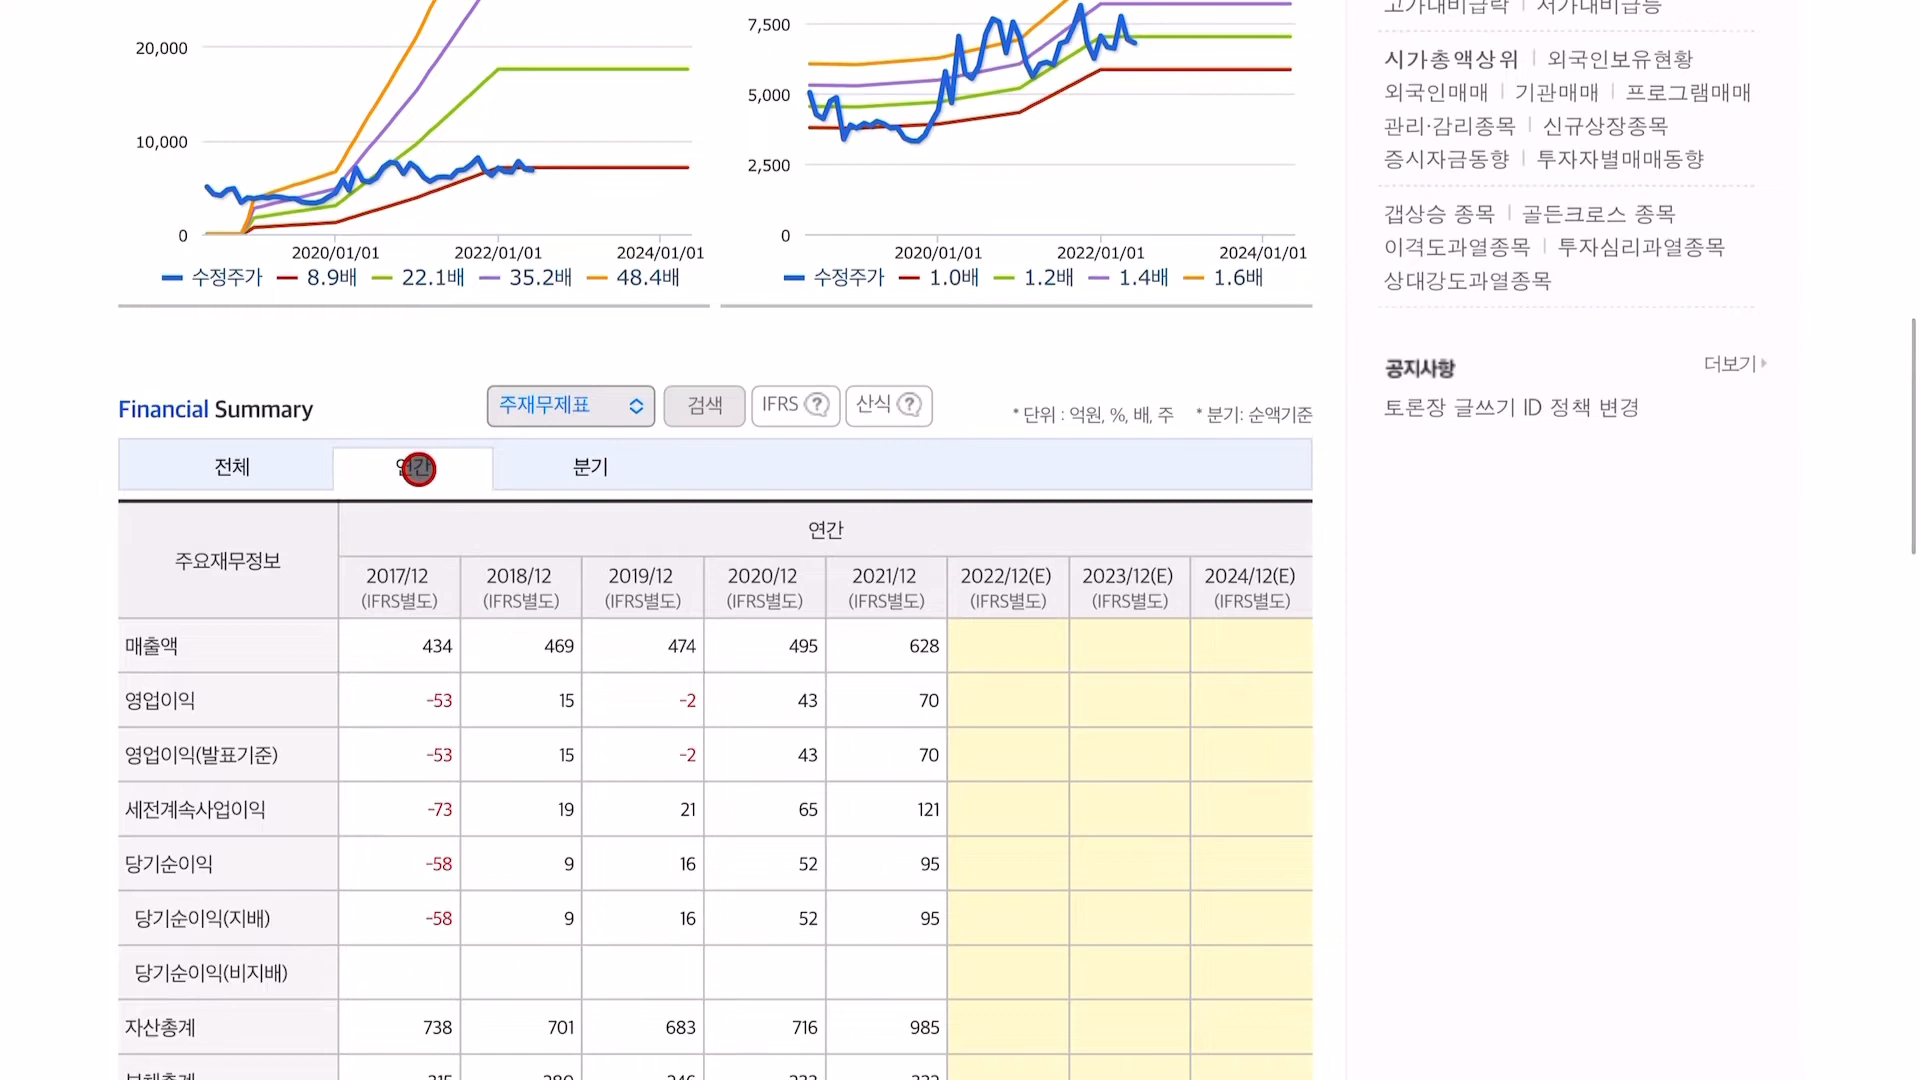 고가대비급락 | 저가대비급등
20,000
10,000
0
2020/01/01 2022/01/01 2024/01/01
수정주가 8.9배 22.1배 35.2배 48.4배
7,500
5,000
2,500
0
2020/01/01 2022/01/01 2024/01/01
수정주가 1.0배 1.2배 1.4배 1.6배
시가총액상위 | 외국인보유현황
외국인매매 | 기관매매 | 프로그램매매
관리·감리종목 | 신규상장종목
증시자금동향 | 투자자별매매동향
갭상승 종목 | 골든크로스 종목
이격도과열종목 | 투자심리과열종목
상대강도과열종목
공지사항 더보기
토론장 글쓰기 ID 정책 변경
Financial Summary 주재무제표 검색 IFRS ? 산식 ? * 단위 : 억원, %, 배, 주 * 분기: 순액기준
전체 연간 분기
주요재무정보 연간
2017/12 2018/12 2019/12 2020/12 2021/12 2022/12(E) 2023/12(E) 2024/12(E)
(IFRS별도) (IFRS별도) (IFRS별도) (IFRS별도) (IFRS별도) (IFRS별도) (IFRS별도) (IFRS별도)
매출액 434 469 474 495 628
영업이익 -53 15 -2 43 70
영업이익(발표기준) -53 15 -2 43 70
세전계속사업이익 -73 19 21 65 121
당기순이익 -58 9 16 52 95
당기순이익(지배) -58 9 16 52 95
당기순이익(비지배)
자산총계 738 701 683 716 985